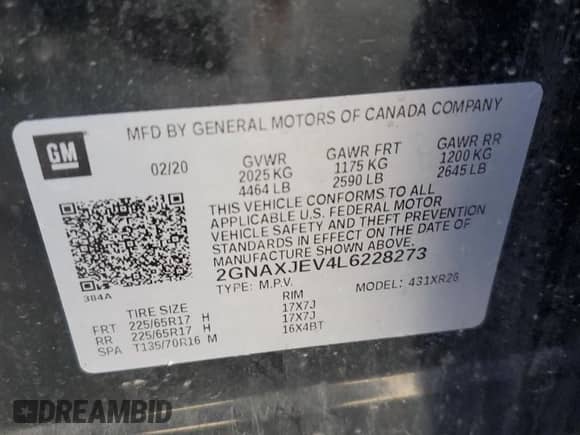 MFD BY GENERAL MOTORS OF CANADA COMPANY
GM
02/20 GVWR GAWR FRT GAWR RR
2025 KG 1175 KG 1200 KG
4464 LB 2590 LB 2645 LB
THIS VEHICLE CONFORMS TO ALL
APPLICABLE U.S. FEDERAL MOTOR
VEHICLE SAFETY AND THEFT PREVENTION
STANDARDS IN EFFECT ON THE DATE OF
MANUFACTURE SHOWN ABOVE.
2GNAXJEV4L6228273
384A
TYPE: M.P.V. MODEL: 431XR26
TIRE SIZE RIM
FRT 225/65R17 H 17X7J
RR 225/65R17 H 17X7J
SPA T135/70R16 M 16X4BT
DREAMBID